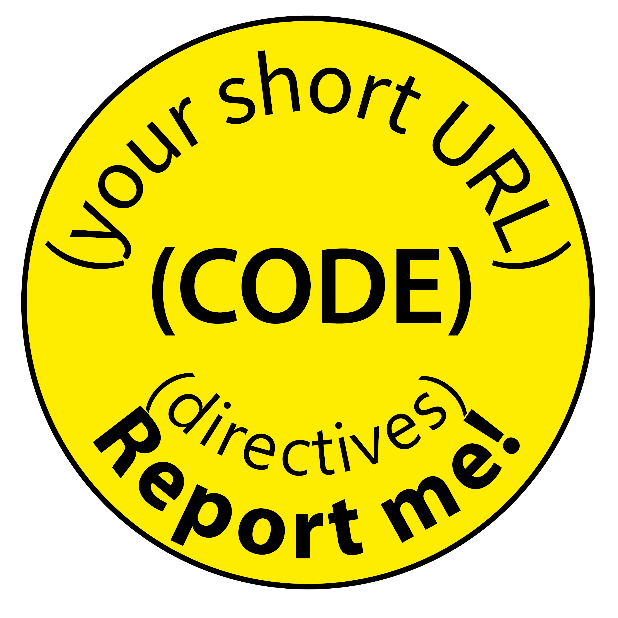 (your short URL)
(CODE)
(directives)
Report me!